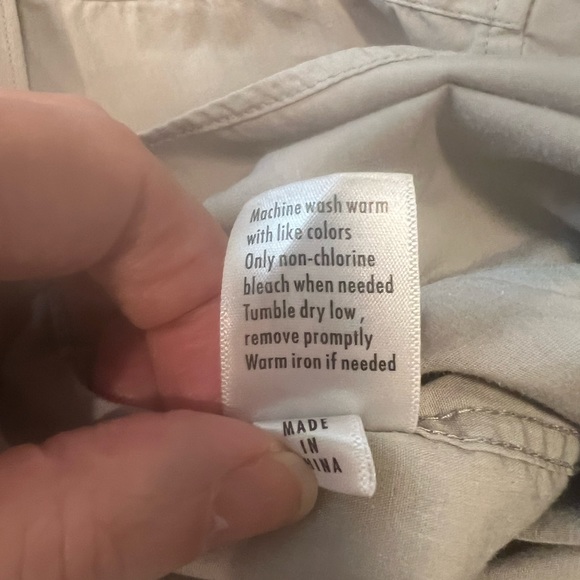 Machine wash warm
with like colors
Only non-chlorine
bleach when needed
Tumble dry low,
remove promptly
Warm iron if needed
MADE
IN